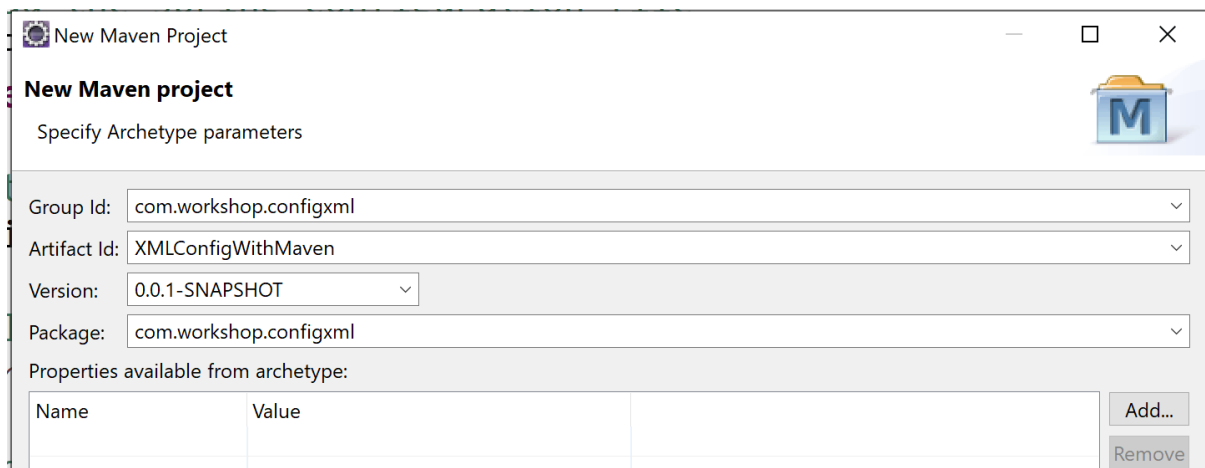 New Maven Project
New Maven project
Specify Archetype parameters
M
Group Id: com.workshop.configxml
Artifact Id: XMLConfigWithMaven
Version: 0.0.1-SNAPSHOT
Package: com.workshop.configxml
Properties available from archetype:
Name Value Add...
Remove